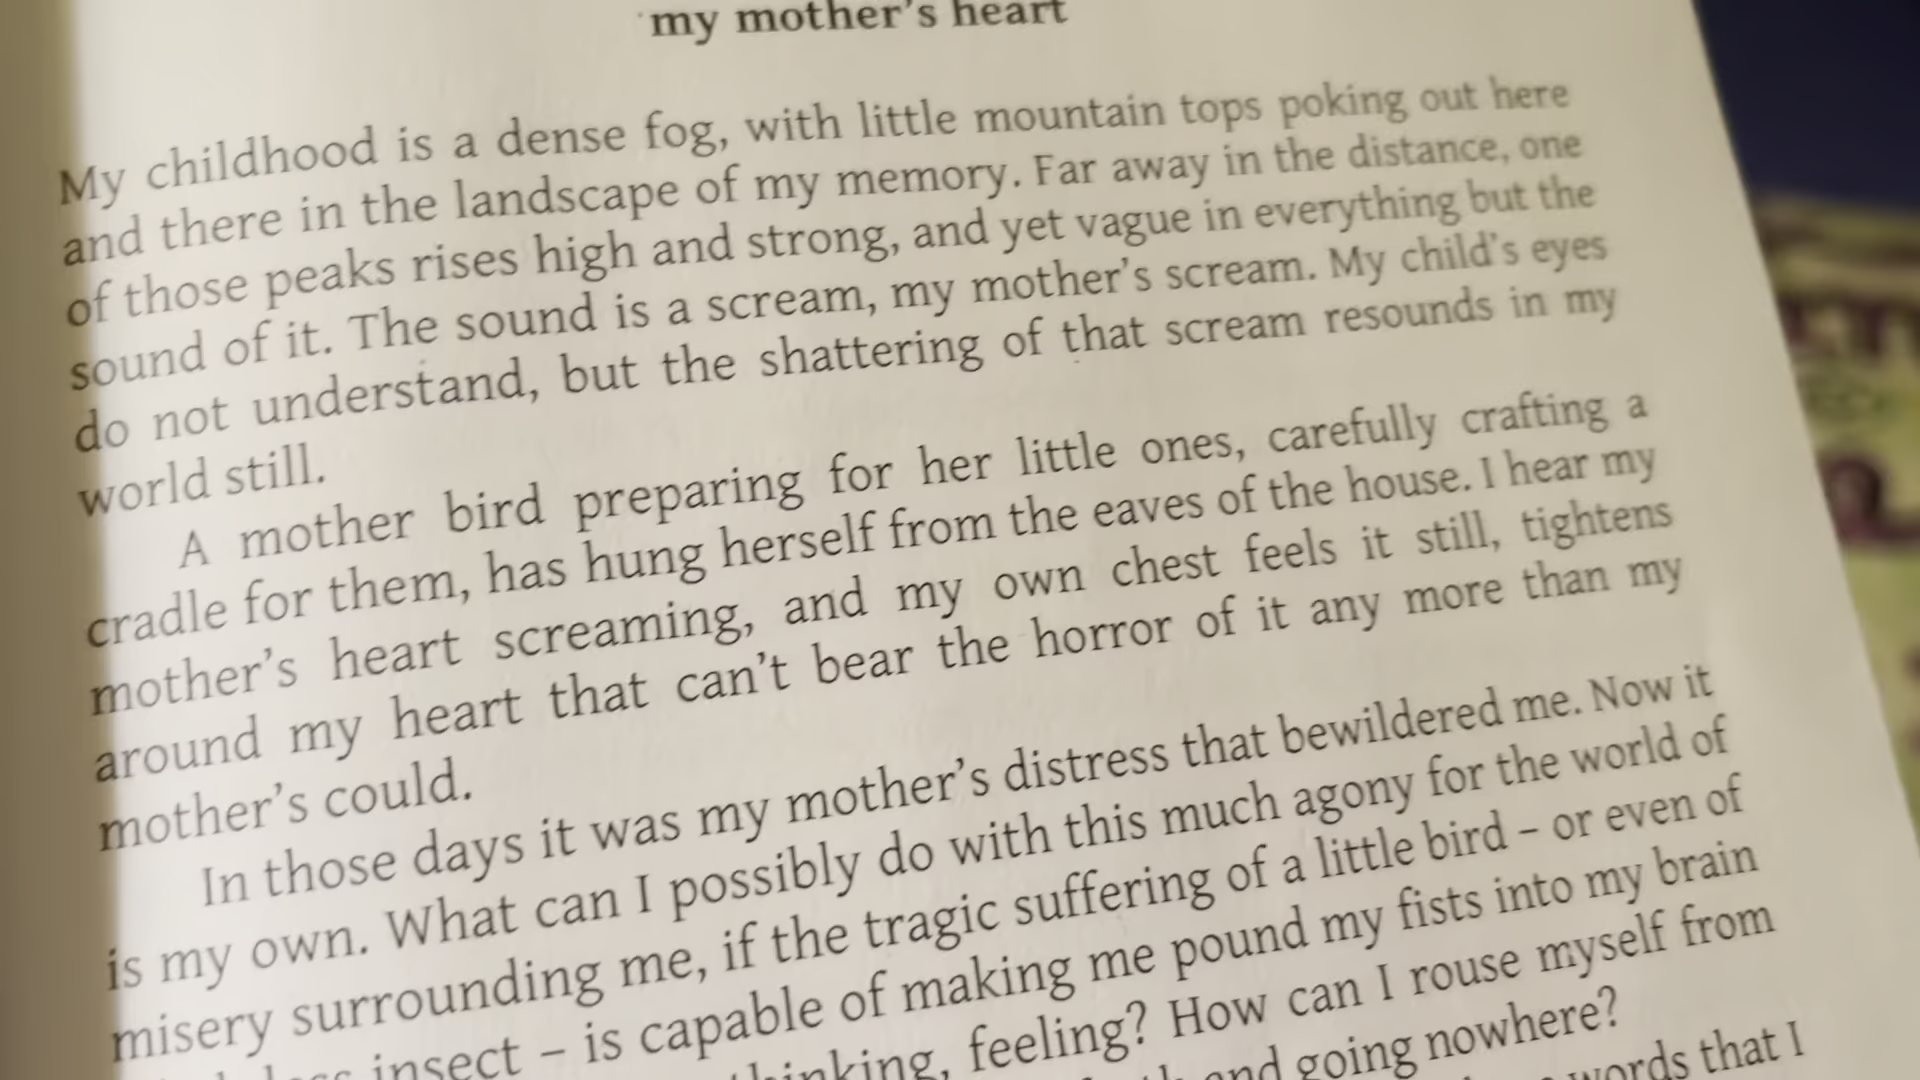 my mother's heart
My childhood is a dense fog, with little mountain tops poking out here
and there in the landscape of my memory. Far away in the distance, one
of those peaks rises high and strong, and yet vague in everything but the
sound of it. The sound is a scream, my mother's scream. My child's eyes
do not understand, but the shattering of that scream resounds in my
world still.
A mother bird preparing for her little ones, carefully crafting a
cradle for them, has hung herself from the eaves of the house. I hear my
mother's heart screaming, and my own chest feels it still, tightens
around my heart that can't bear the horror of it any more than my
mother's could.
In those days it was my mother's distress that bewildered me. Now it
is my own. What can I possibly do with this much agony for the world of
misery surrounding me, if the tragic suffering of a little bird – or even of
insect – is capable of making me pound my fists into my brain
feeling? How can I rouse myself from
and going nowhere?
words that I